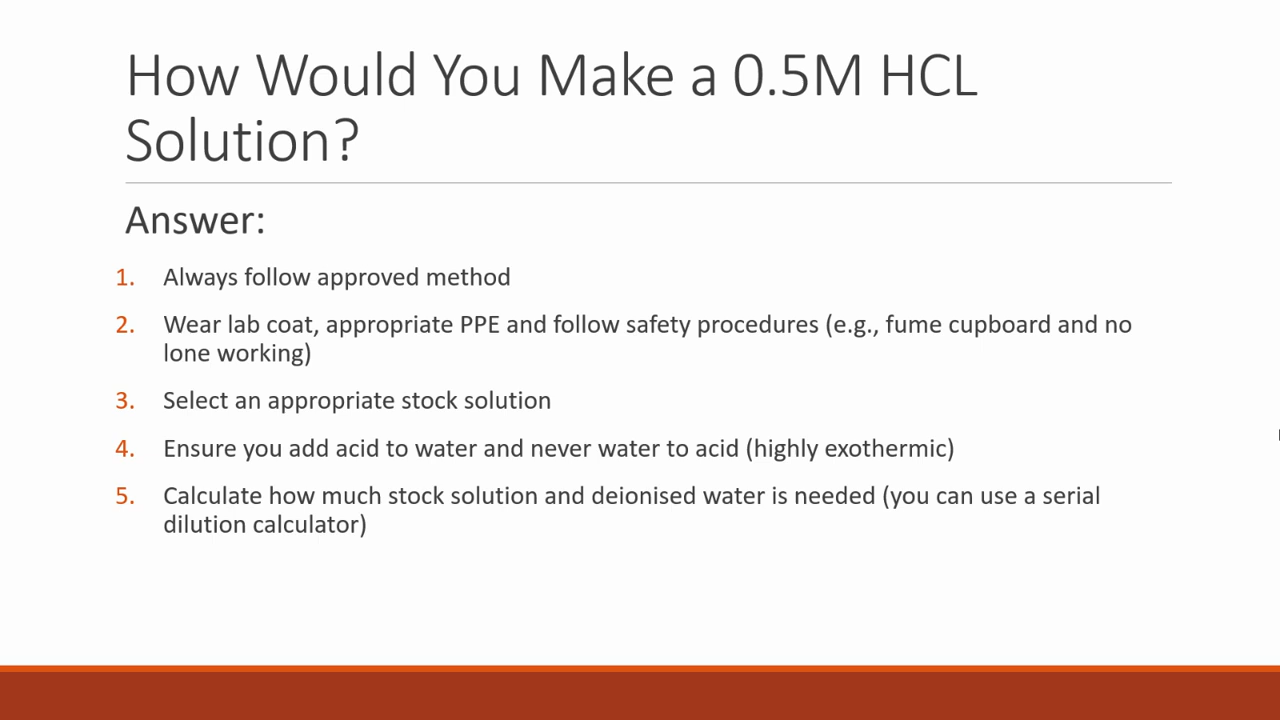 How Would You Make a 0.5M HCL
Solution?
Answer:
1. Always follow approved method
2. Wear lab coat, appropriate PPE and follow safety procedures (e.g., fume cupboard and no
lone working)
3. Select an appropriate stock solution
4. Ensure you add acid to water and never water to acid (highly exothermic)
5. Calculate how much stock solution and deionised water is needed (you can use a serial
dilution calculator)